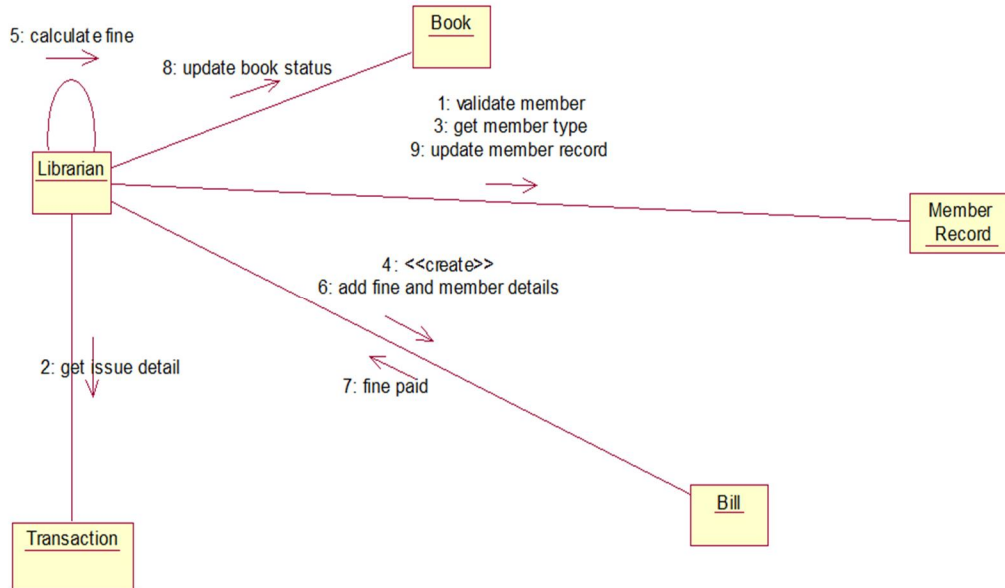 Book
5: calculate fine
8: update book status
1: validate member
3: get member type
9: update member record
Librarian
Member
Record
4: <<create>>
6: add fine and member details
2: get issue detail
7: fine paid
Bill
Transaction